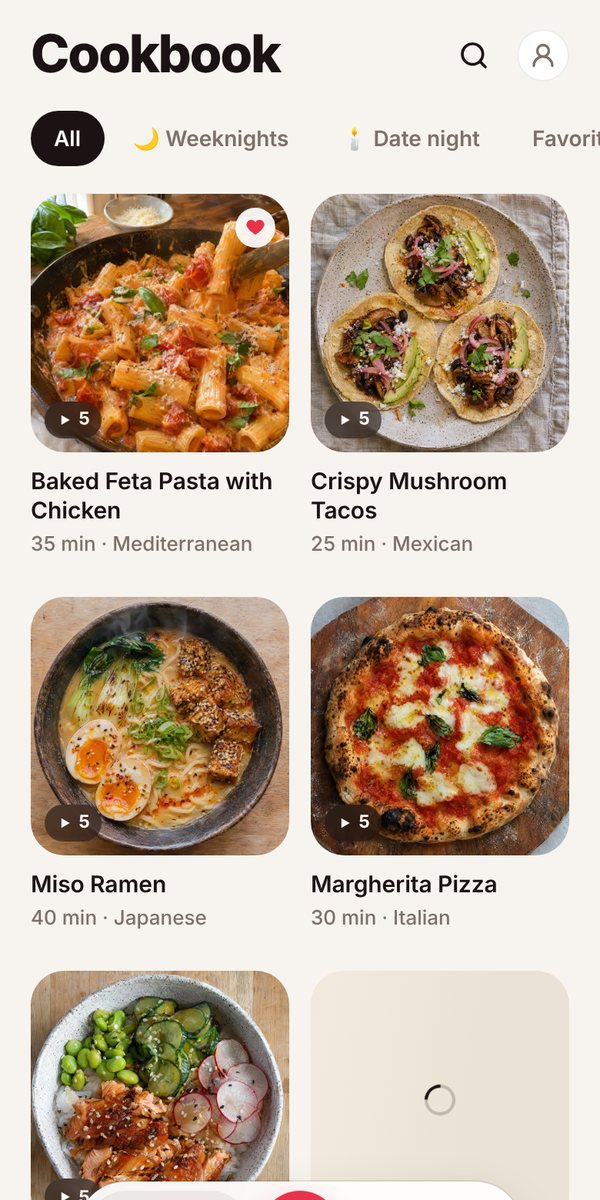 Cookbook
All
🌙 Weeknights
🕯️ Date night
Favorit
5
5
Baked Feta Pasta with
Chicken
35 min · Mediterranean
Crispy Mushroom
Tacos
25 min · Mexican
5
5
Miso Ramen
40 min · Japanese
Margherita Pizza
30 min · Italian
5